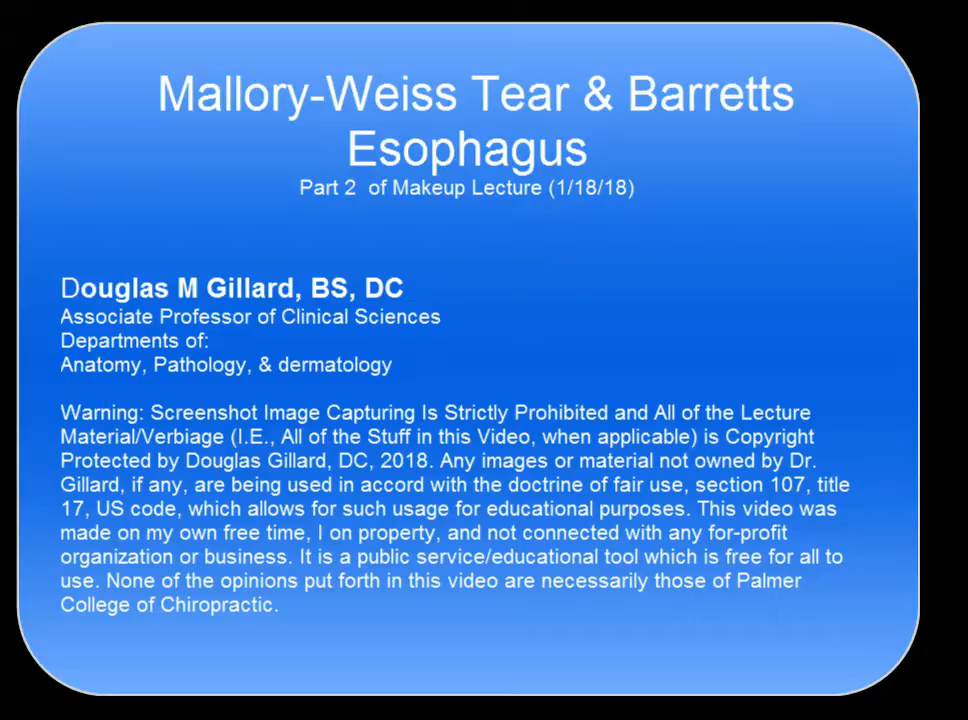 Mallory-Weiss Tear & Barretts
Esophagus
Part 2 of Makeup Lecture (1/18/18)
Douglas M Gillard, BS, DC
Associate Professor of Clinical Sciences
Departments of:
Anatomy, Pathology, & dermatology
Warning: Screenshot Image Capturing Is Strictly Prohibited and All of the Lecture
Material/Verbiage (I.E., All of the Stuff in this Video, when applicable) is Copyright
Protected by Douglas Gillard, DC, 2018. Any images or material not owned by Dr.
Gillard, if any, are being used in accord with the doctrine of fair use, section 107, title
17, US code, which allows for such usage for educational purposes. This video was
made on my own free time, I on property, and not connected with any for-profit
organization or business. It is a public service/educational tool which is free for all to
use. None of the opinions put forth in this video are necessarily those of Palmer
College of Chiropractic.